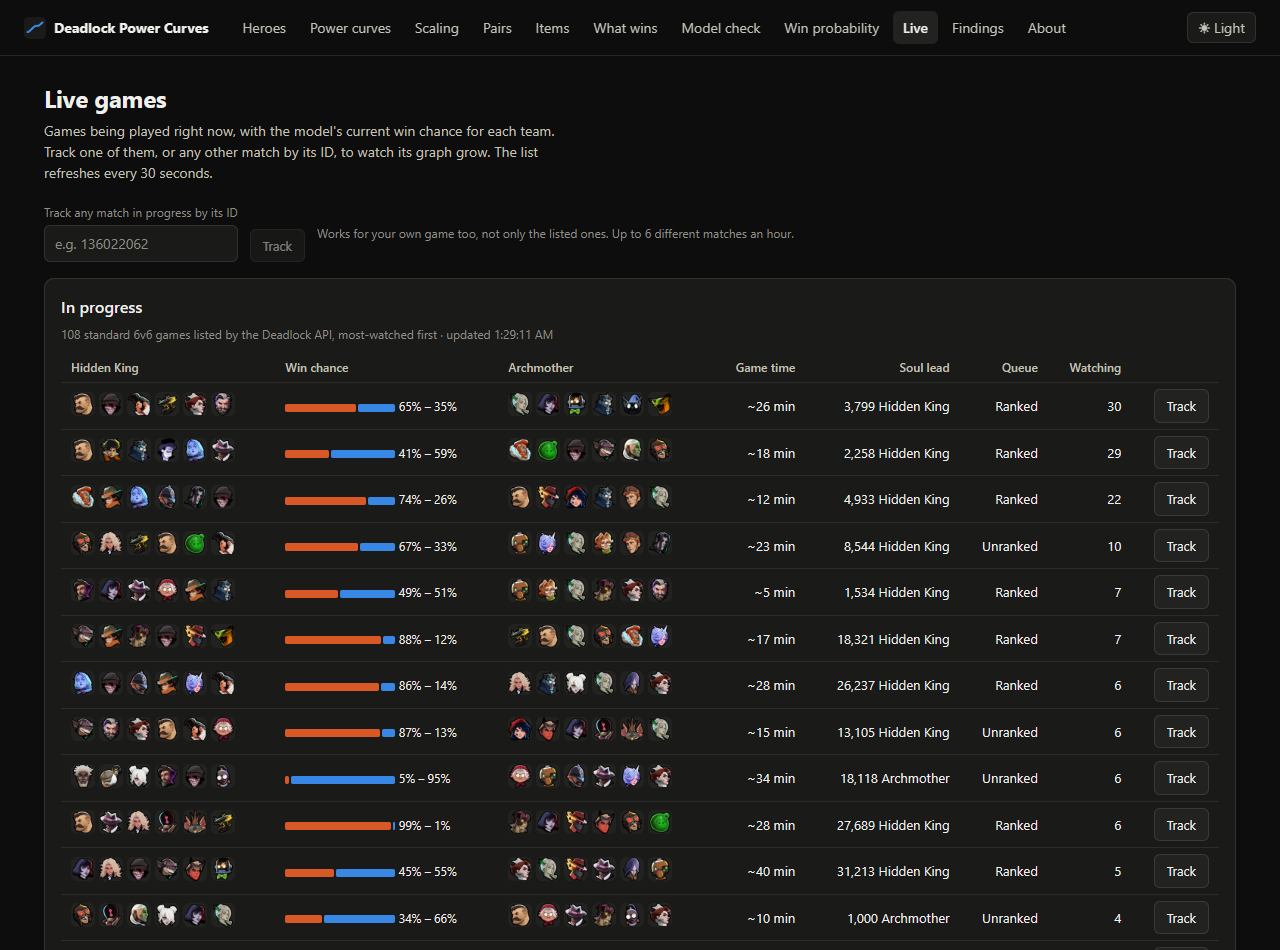 Deadlock Power Curves Heroes Power curves Scaling Pairs Items What wins Model check Win probability Live Findings About ☀ Light
Live games
Games being played right now, with the model's current win chance for each team.
Track one of them, or any other match by its ID, to watch its graph grow. The list
refreshes every 30 seconds.
Track any match in progress by its ID
e.g. 136022062 Track Works for your own game too, not only the listed ones. Up to 6 different matches an hour.
In progress
108 standard 6v6 games listed by the Deadlock API, most-watched first · updated 1:29:11 AM
Hidden King Win chance Archmother Game time Soul lead Queue Watching
65% – 35% ~26 min 3,799 Hidden King Ranked 30 Track
41% – 59% ~18 min 2,258 Hidden King Ranked 29 Track
74% – 26% ~12 min 4,933 Hidden King Ranked 22 Track
67% – 33% ~23 min 8,544 Hidden King Unranked 10 Track
49% – 51% ~5 min 1,534 Hidden King Ranked 7 Track
88% – 12% ~17 min 18,321 Hidden King Ranked 7 Track
86% – 14% ~28 min 26,237 Hidden King Ranked 6 Track
87% – 13% ~15 min 13,105 Hidden King Unranked 6 Track
5% – 95% ~34 min 18,118 Archmother Unranked 6 Track
99% – 1% ~28 min 27,689 Hidden King Ranked 6 Track
45% – 55% ~40 min 31,213 Hidden King Ranked 5 Track
34% – 66% ~10 min 1,000 Archmother Unranked 4 Track